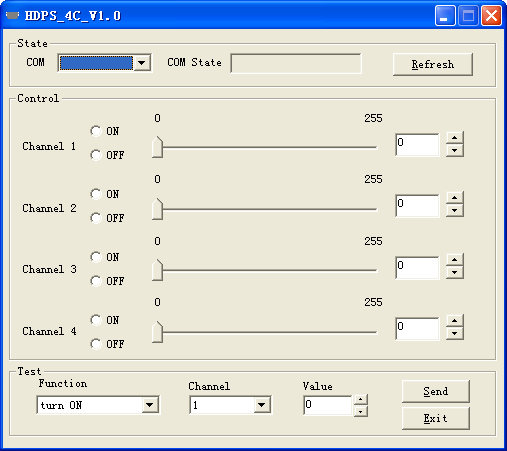 HDPS_4C_V1.0
State
COM COM State Refresh
Control
0 255
Channel 1 ON OFF 0
0 255
Channel 2 ON OFF 0
0 255
Channel 3 ON OFF 0
0 255
Channel 4 ON OFF 0
Test
Function Channel Value
turn ON 1 0 Send
Exit